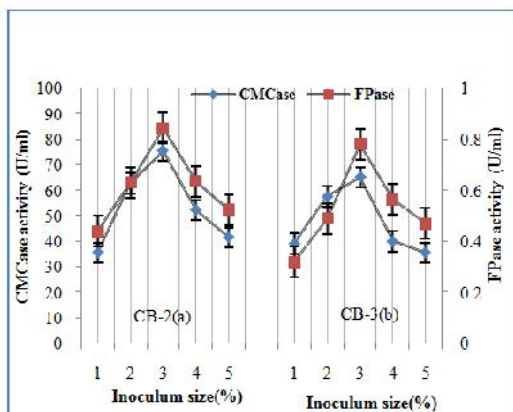 CMCase FPase
100 1
90
80 0.8
70
60 0.6
50
40 0.4
30
20 0.2
10
0 0
CMCase activity (U/ml)
FPase activity (U/ml)
CB-2(a) CB-3(b)
1 2 3 4 5 1 2 3 4 5
Inoculum size(%) Inoculum size(%)